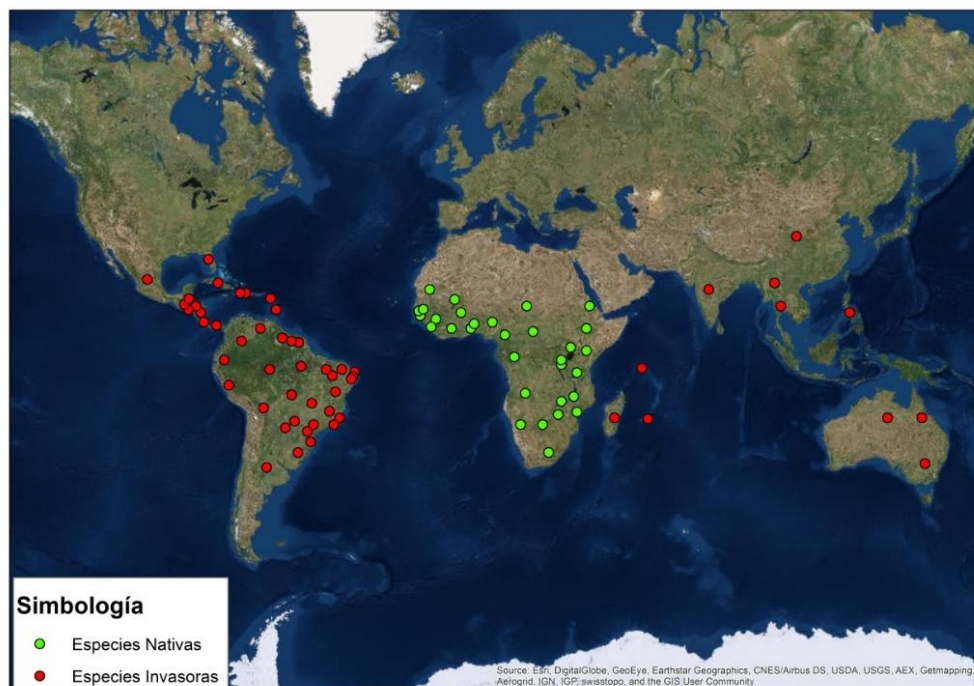 Simbología
Especies Nativas
Especies Invasoras
Source: Esri, DigitalGlobe, GeoEye, Earthstar Geographics, CNES/Airbus DS, USDA, USGS, AEX, Getmapping,
Aerogrid, IGN, IGP, swisstopo, and the GIS User Community